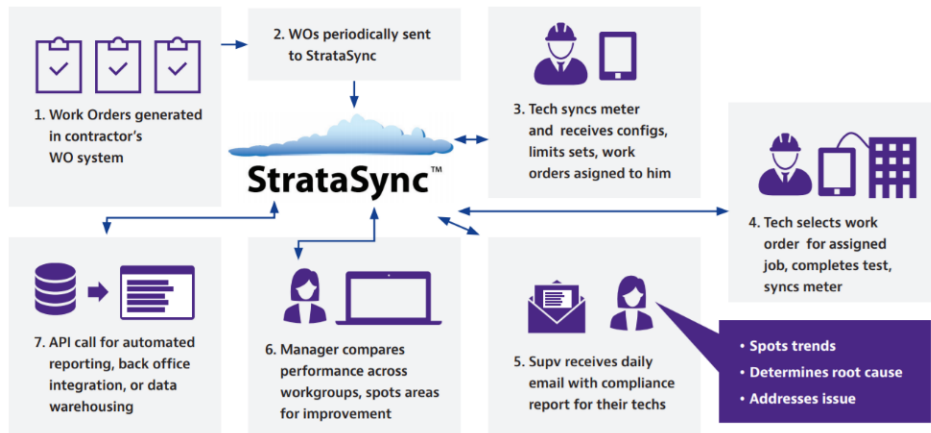 1. Work Orders generated
in contractor's
WO system
2. WOs periodically sent
to StrataSync
3. Tech syncs meter
and receives configs,
limits sets, work
orders asigned to him
StrataSync™
4. Tech selects work
order for assigned
job, completes test,
syncs meter
7. API call for automated
reporting, back office
integration, or data
warehousing
6. Manager compares
performance across
workgroups, spots areas
for improvement
5. Supv receives daily
email with compliance
report for their techs
• Spots trends
• Determines root cause
• Addresses issue